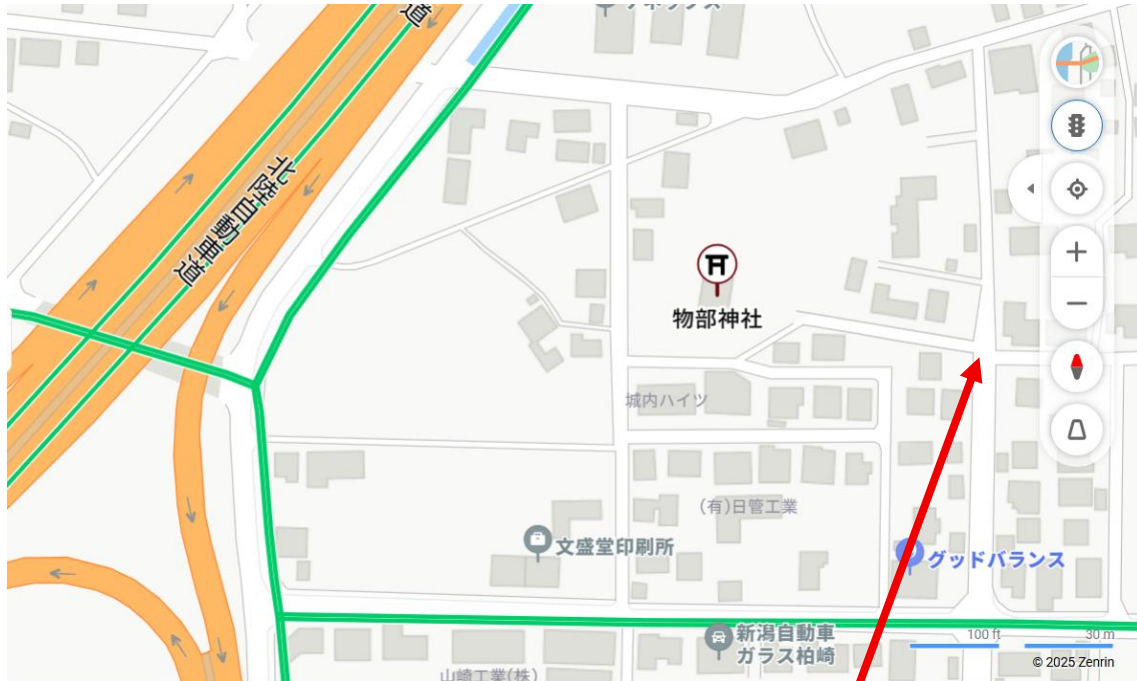 道
北陸自動車道
物部神社
城内ハイツ
(有)日管工業
文盛堂印刷所
グッドバランス
新潟自動車
ガラス柏崎
山崎工業(株)
100 ft
30 m
© 2025 Zenrin